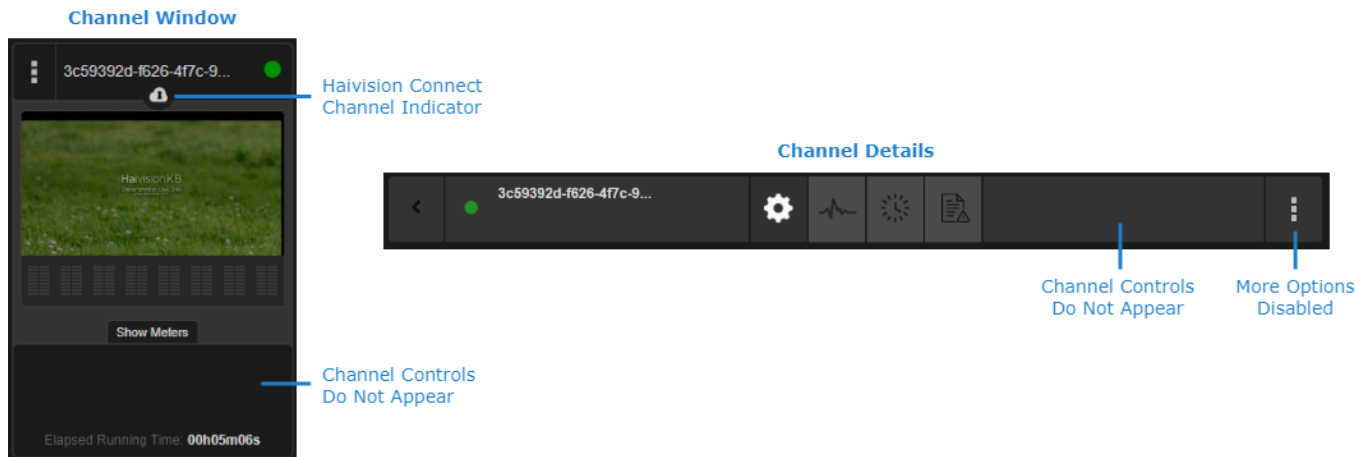 Channel Window
3c59392d-f626-4f7c-9...
Haivision Connect
Channel Indicator
HaivisionKB
Show Meters
Channel Controls
Do Not Appear
Elapsed Running Time: 00h05m06s
Channel Details
3c59392d-f626-4f7c-9...
Channel Controls
Do Not Appear
More Options
Disabled